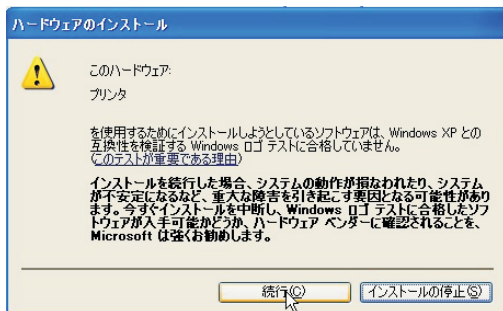 ハードウェアのインストール
このハードウェア:
プリンタ
を使用するためにインストールしようとしているソフトウェアは、Windows XP との
互換性を検証する Windows ロゴ テストに合格していません。
(このテストが重要である理由)
インストールを続行した場合、システムの動作が損なわれたり、システム
が不安定になるなど、重大な障害を引き起こす要因となる可能性があり
ます。今すぐインストールを中断し、Windows ロゴ テストに合格したソフ
トウェアが入手可能かどうか、ハードウェア ベンダーに確認されることを、
Microsoft は強くお勧めします。
続行(C) インストールの停止(S)